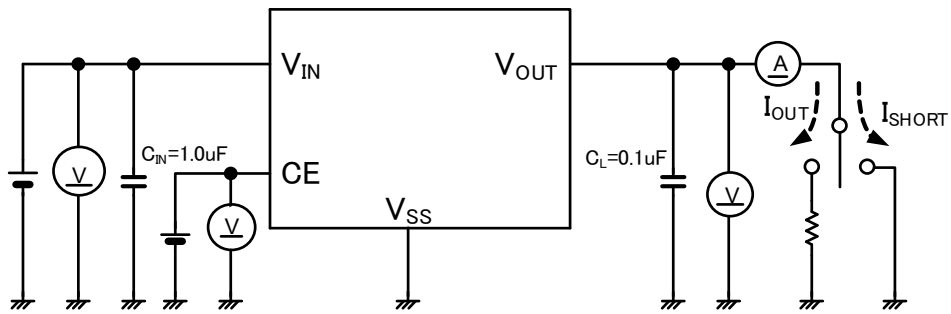 V_IN
V_OUT
A
I_OUT
I_SHORT
C_IN=1.0uF
V
CE
C_L=0.1uF
V
V
V_SS